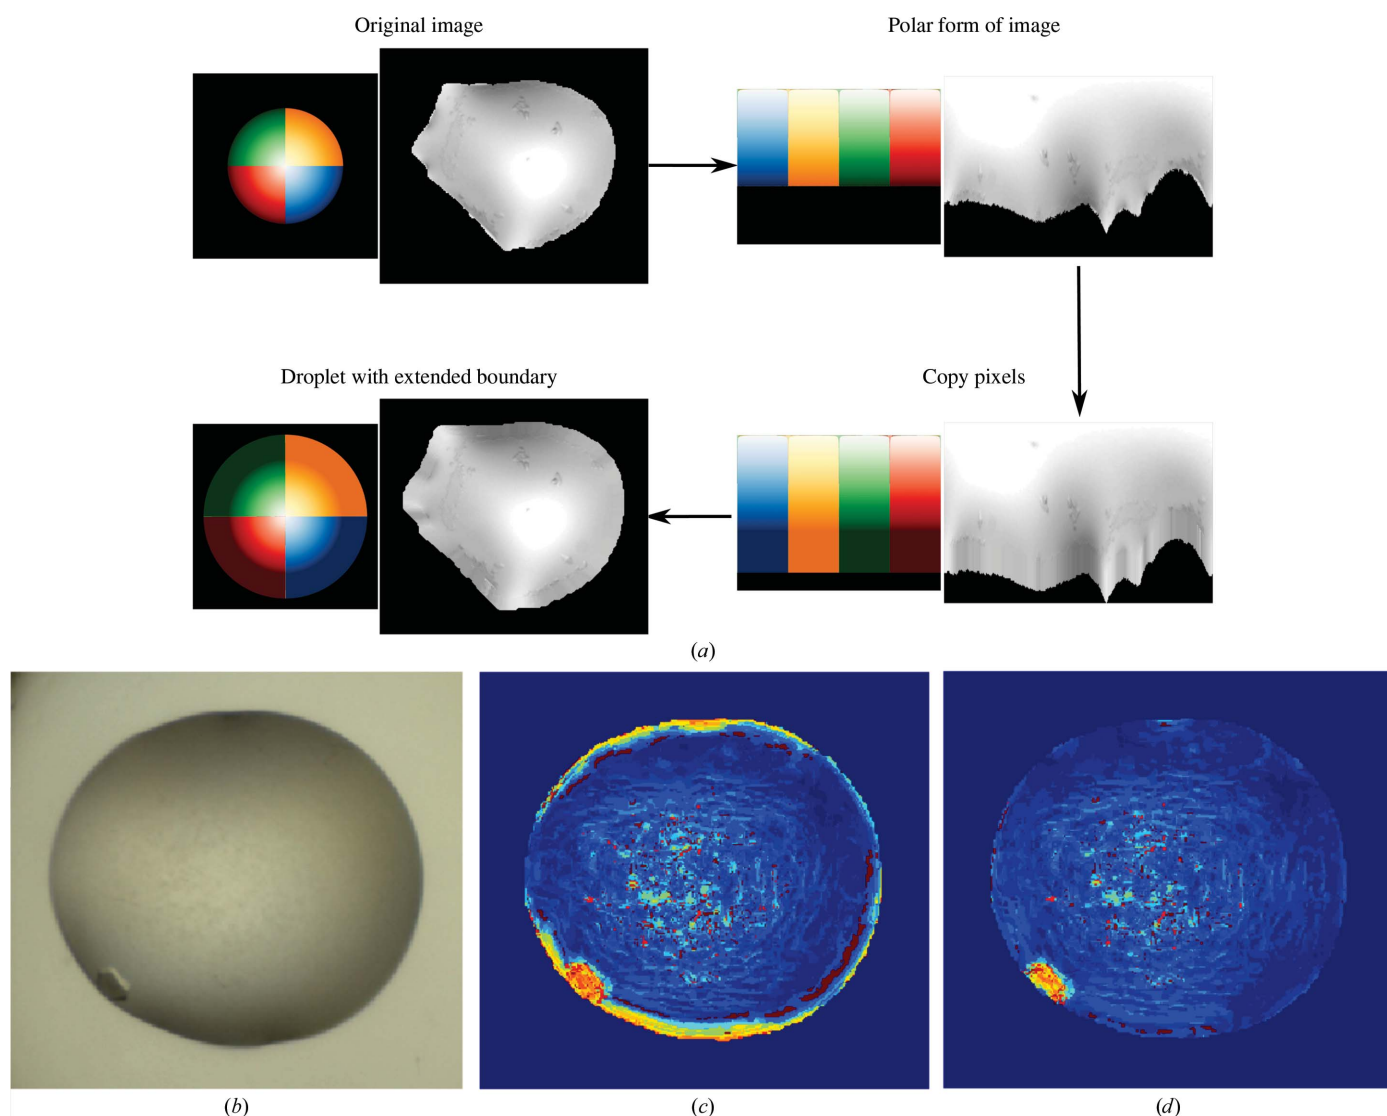 Original image
Polar form of image
Droplet with extended boundary
Copy pixels
(a)
(b)
(c)
(d)